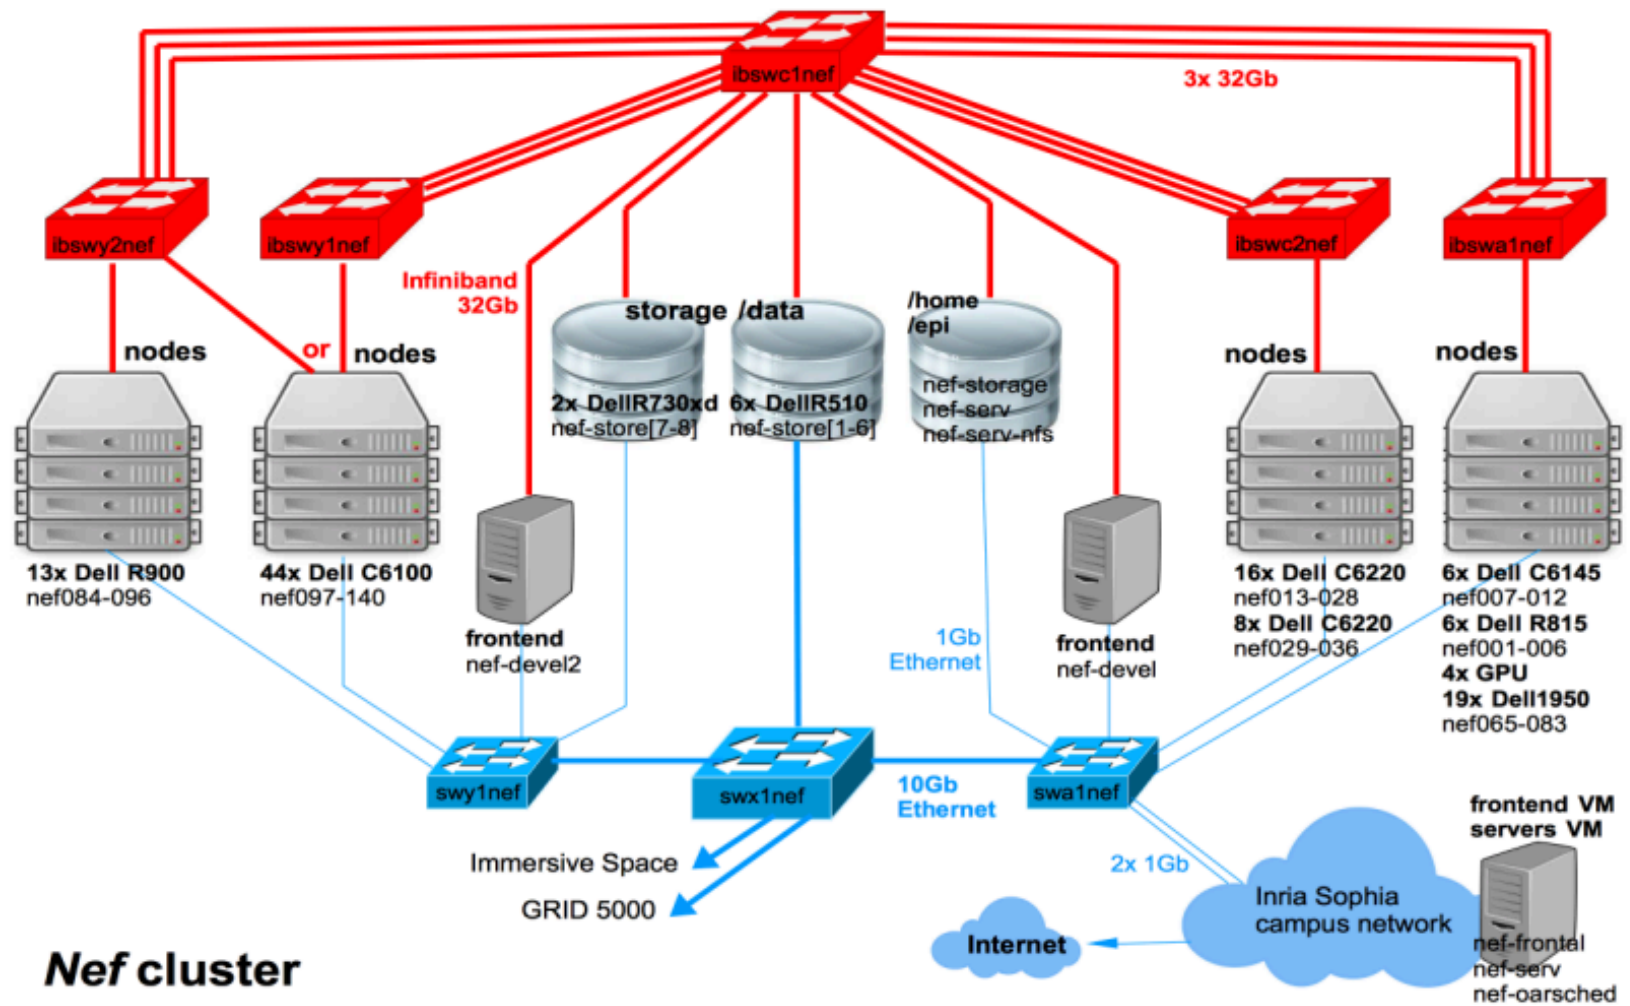 ibswc1nef
3x 32Gb
ibswy2nef
ibswy1nef
ibswc2nef
ibswa1nef
Infiniband
32Gb
storage /data
/home
/epi
nodes
or
nodes
nodes
nodes
2x DellR730xd
nef-store[7-8]
6x DellR510
nef-store[1-6]
nef-storage
nef-serv
nef-serv-nfs
13x Dell R900
nef084-096
44x Dell C6100
nef097-140
frontend
nef-devel2
1Gb
Ethernet
frontend
nef-devel
16x Dell C6220
nef013-028
8x Dell C6220
nef029-036
6x Dell C6145
nef007-012
6x Dell R815
nef001-006
4x GPU
19x Dell1950
nef065-083
swy1nef
swx1nef
10Gb
Ethernet
swa1nef
Immersive Space
GRID 5000
2x 1Gb
frontend VM
servers VM
Inria Sophia
campus network
Internet
nef-frontal
nef-serv
nef-oarsched
Nef cluster